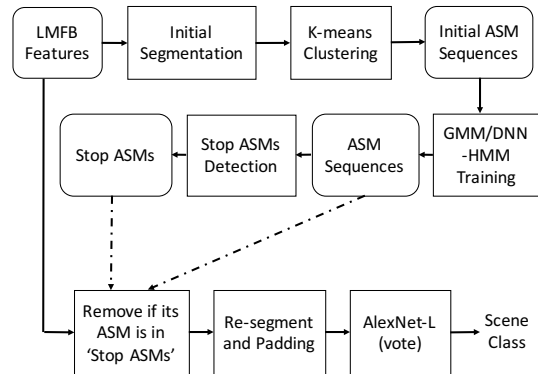 LMFB
Features
Initial
Segmentation
K-means
Clustering
Initial ASM
Sequences
Stop ASMs
Stop ASMs
Detection
ASM
Sequences
GMM/DNN
-HMM
Training
Remove if its
ASM is in
‘Stop ASMs’
Re-segment
and Padding
AlexNet-L
(vote)
Scene
Class